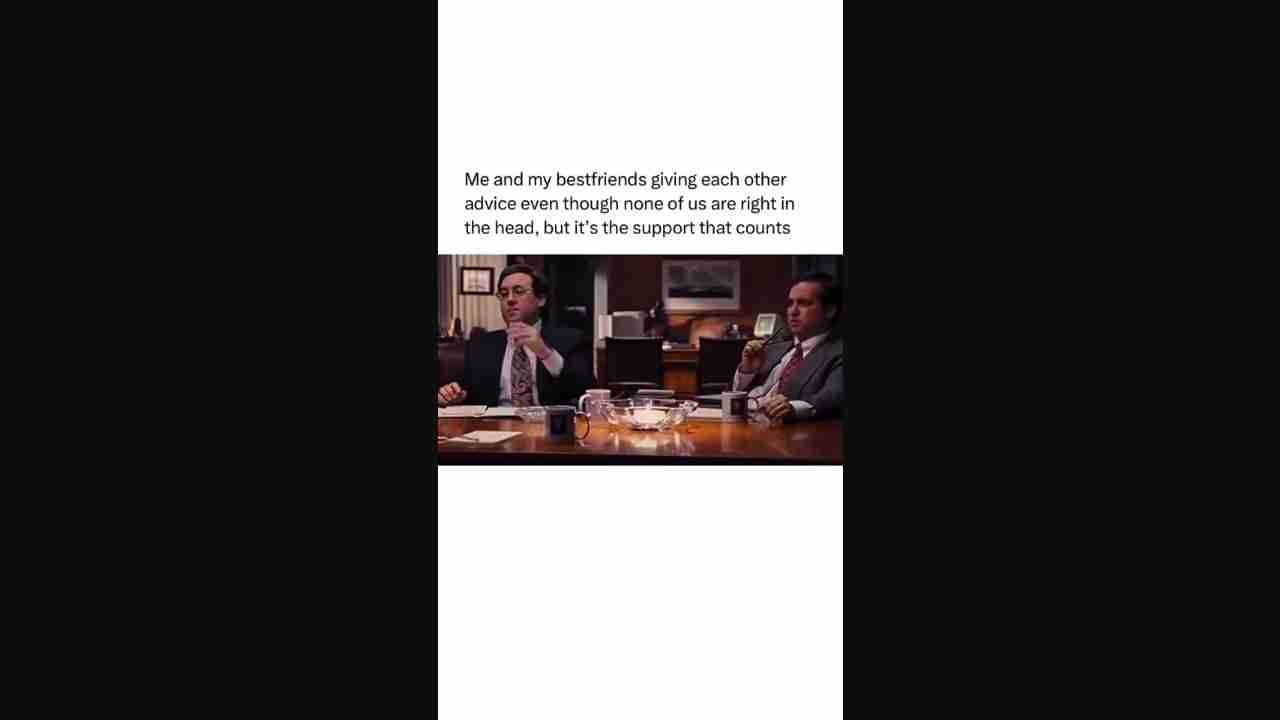 Me and my bestfriends giving each other
advice even though none of us are right in
the head, but it's the support that counts